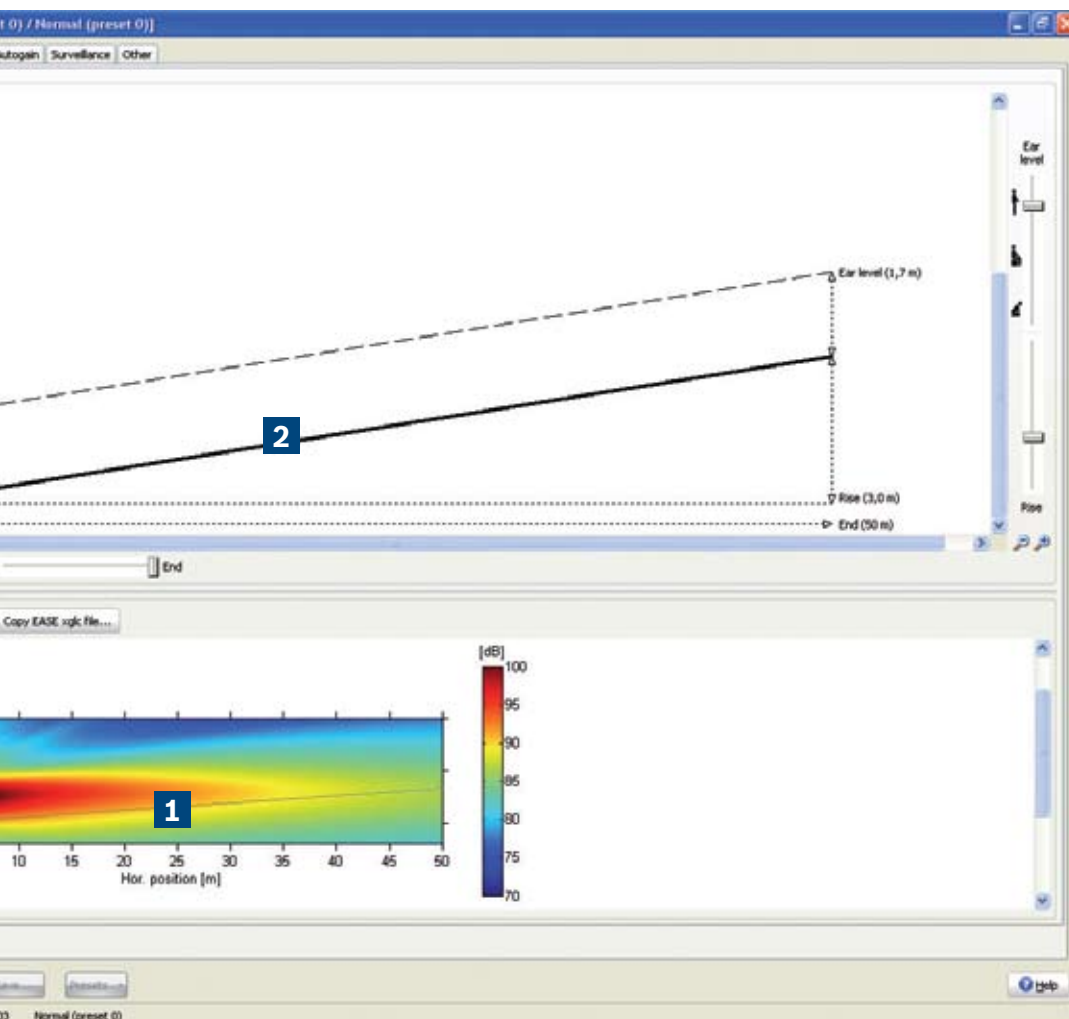 t 0) / Normal (preset 0)]
utogain Surveillance Other
Ear level
Ear level (1,7 m)
2
Rise (3,0 m)
Rise
End (50 m)
End
Copy EASE xglc file...
[dB]
100
95
90
85
80
75
70
1
10 15 20 25 30 35 40 45 50
Hor. position [m]
Presets
Help
03 Normal (preset 0)